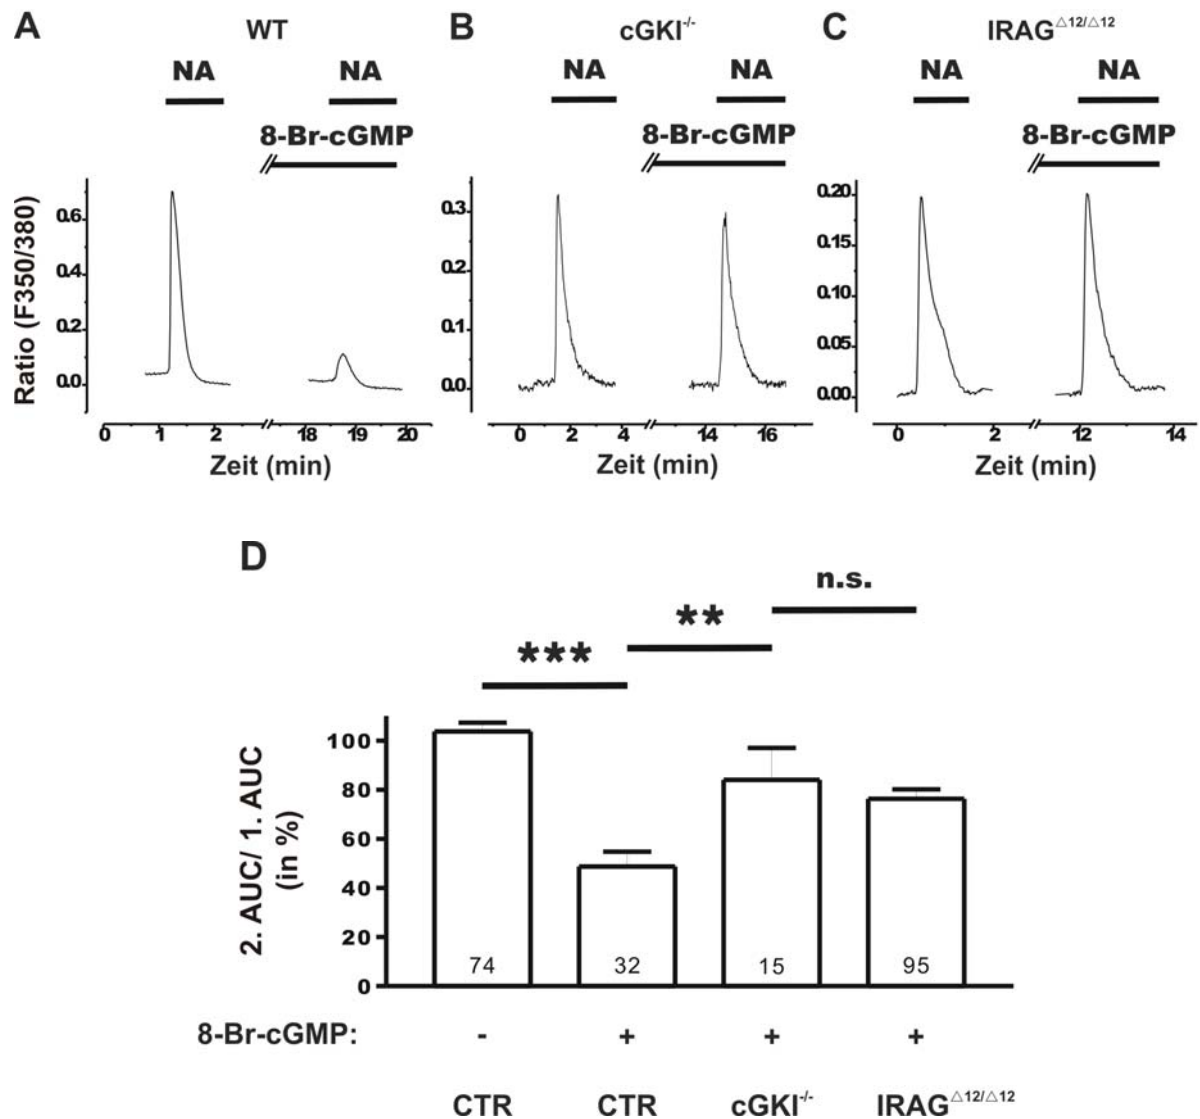 A WT B cGKI-/- C IRAG△12/△12
NA NA NA NA NA NA
8-Br-cGMP 8-Br-cGMP 8-Br-cGMP
Ratio (F350/380)
0.6
0.4
0.2
0.0
0.3
0.2
0.1
0.0
0.20
0.15
0.10
0.05
0.00
0 1 2 18 19 20
0 2 4 14 16
0 2 12 14
Zeit (min) Zeit (min) Zeit (min)
D
n.s.
**
***
2. AUC/ 1. AUC
(in %)
100
80
60
40
20
0
74 32 15 95
8-Br-cGMP: - + + +
CTR CTR cGKI-/- IRAG△12/△12